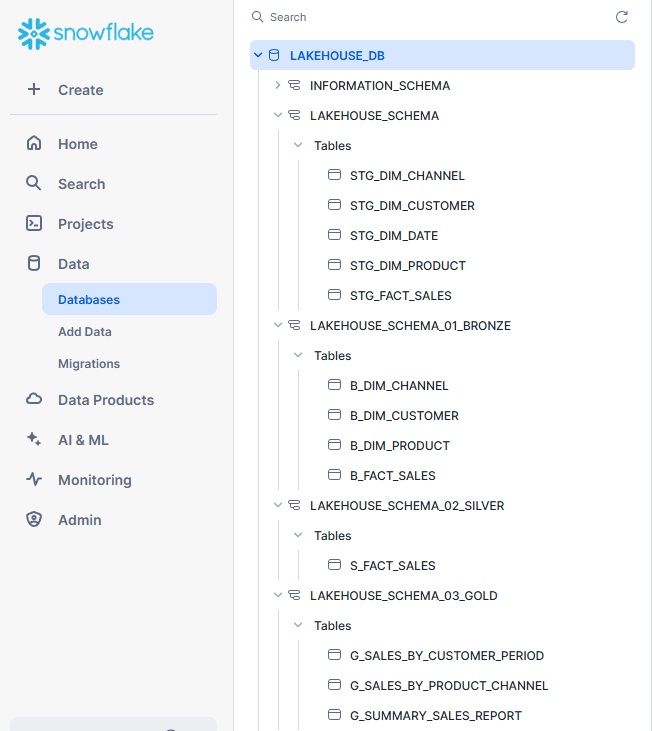 snowflake
Create
Home
Search
Projects
Data
Databases
Add Data
Migrations
Data Products
AI & ML
Monitoring
Admin
Search
LAKEHOUSE_DB
INFORMATION_SCHEMA
LAKEHOUSE_SCHEMA
Tables
STG_DIM_CHANNEL
STG_DIM_CUSTOMER
STG_DIM_DATE
STG_DIM_PRODUCT
STG_FACT_SALES
LAKEHOUSE_SCHEMA_01_BRONZE
Tables
B_DIM_CHANNEL
B_DIM_CUSTOMER
B_DIM_PRODUCT
B_FACT_SALES
LAKEHOUSE_SCHEMA_02_SILVER
Tables
S_FACT_SALES
LAKEHOUSE_SCHEMA_03_GOLD
Tables
G_SALES_BY_CUSTOMER_PERIOD
G_SALES_BY_PRODUCT_CHANNEL
G_SUMMARY_SALES_REPORT